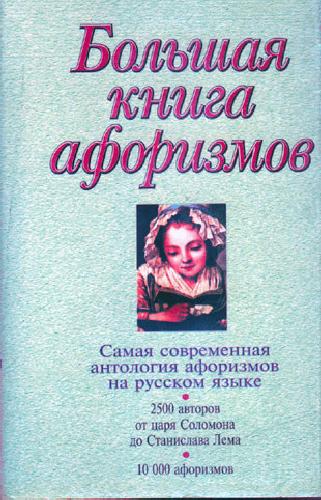 Большая
книга
афоризмов
Самая современная
антология афоризмов
на русском языке
•
2500 авторов
от царя Соломона
до Станислава Лема
•
10 000 афоризмов